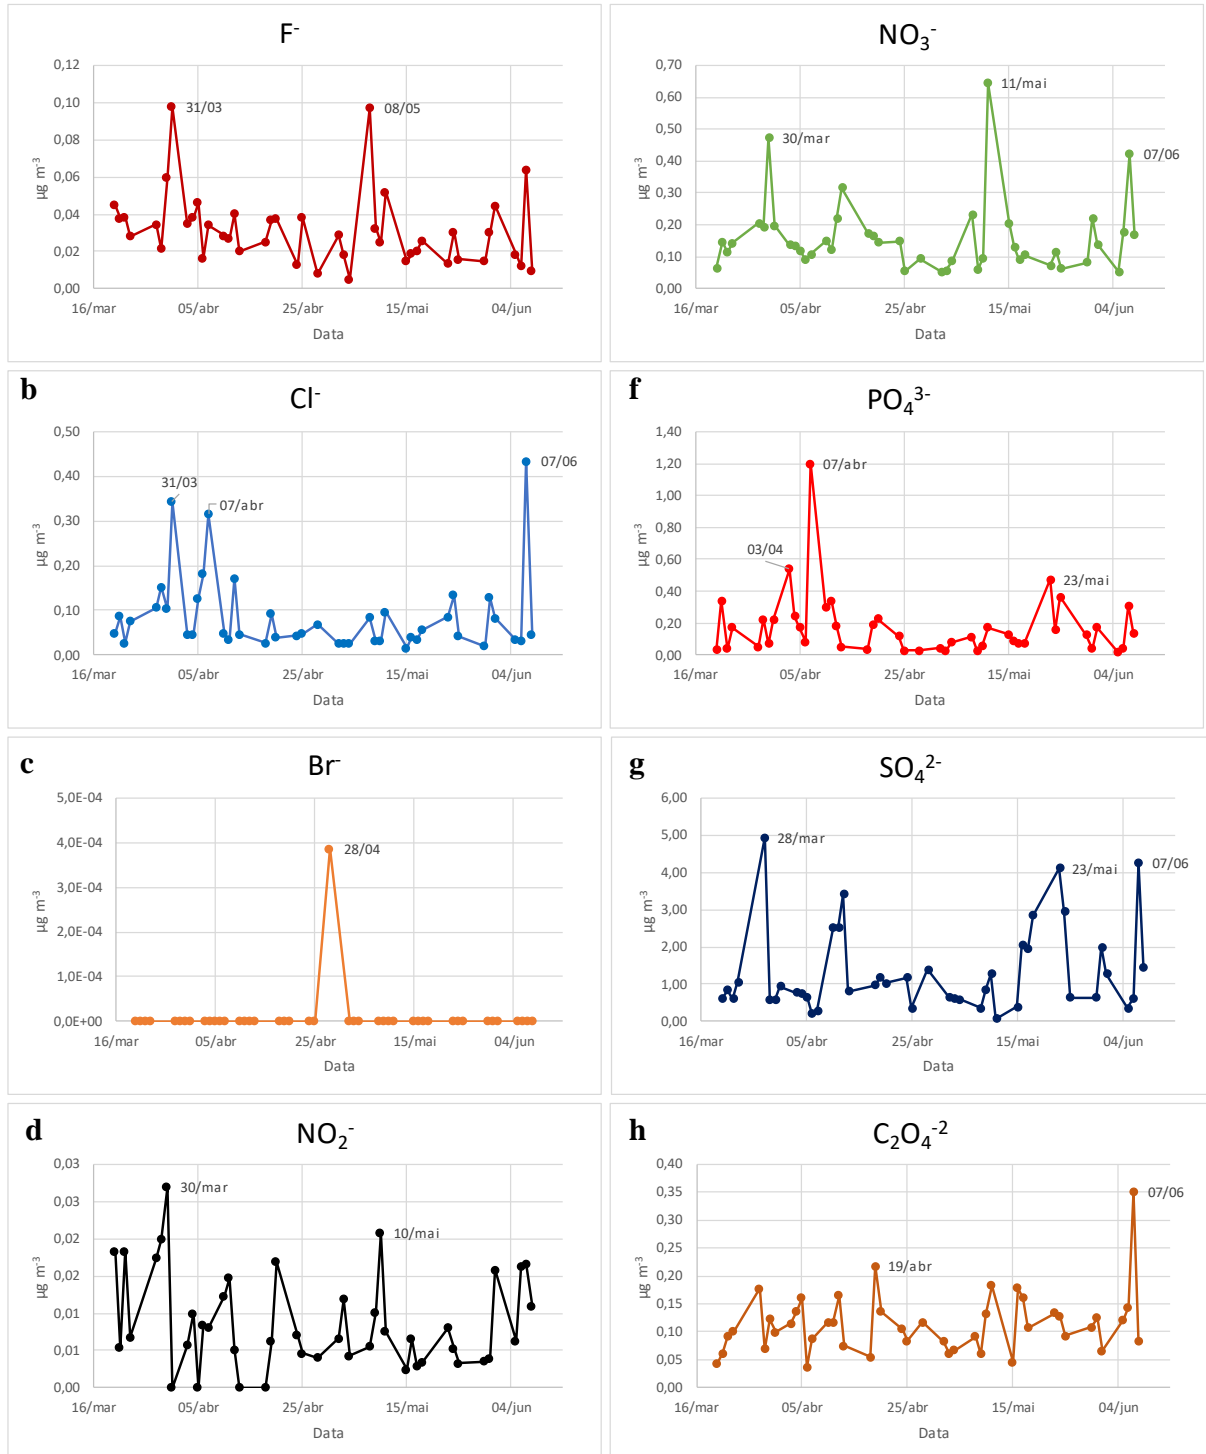 F⁻
0,12
0,10
0,08
0,06
0,04
0,02
0,00
µg m⁻³
31/03
08/05
16/mar 05/abr 25/abr 15/mai 04/jun
Data
NO₃⁻
0,70
0,60
0,50
0,40
0,30
0,20
0,10
0,00
µg m⁻³
30/mar
11/mai
07/06
16/mar 05/abr 25/abr 15/mai 04/jun
Data
b
Cl⁻
0,50
0,40
0,30
0,20
0,10
0,00
µg m⁻³
31/03
07/abr
07/06
16/mar 05/abr 25/abr 15/mai 04/jun
Data
f
PO₄³⁻
1,40
1,20
1,00
0,80
0,60
0,40
0,20
0,00
µg m⁻³
03/04
07/abr
23/mai
16/mar 05/abr 25/abr 15/mai 04/jun
Data
c
Br⁻
5,0E-04
4,0E-04
3,0E-04
2,0E-04
1,0E-04
0,0E+00
µg m⁻³
28/04
16/mar 05/abr 25/abr 15/mai 04/jun
Data
g
SO₄²⁻
6,00
5,00
4,00
3,00
2,00
1,00
0,00
µg m⁻³
28/mar
23/mai
07/06
16/mar 05/abr 25/abr 15/mai 04/jun
Data
d
NO₂⁻
0,03
0,03
0,02
0,02
0,01
0,01
0,00
µg m⁻³
30/mar
10/mai
16/mar 05/abr 25/abr 15/mai 04/jun
Data
h
C₂O₄⁻²
0,40
0,35
0,30
0,25
0,20
0,15
0,10
0,05
0,00
µg m⁻³
19/abr
07/06
16/mar 05/abr 25/abr 15/mai 04/jun
Data